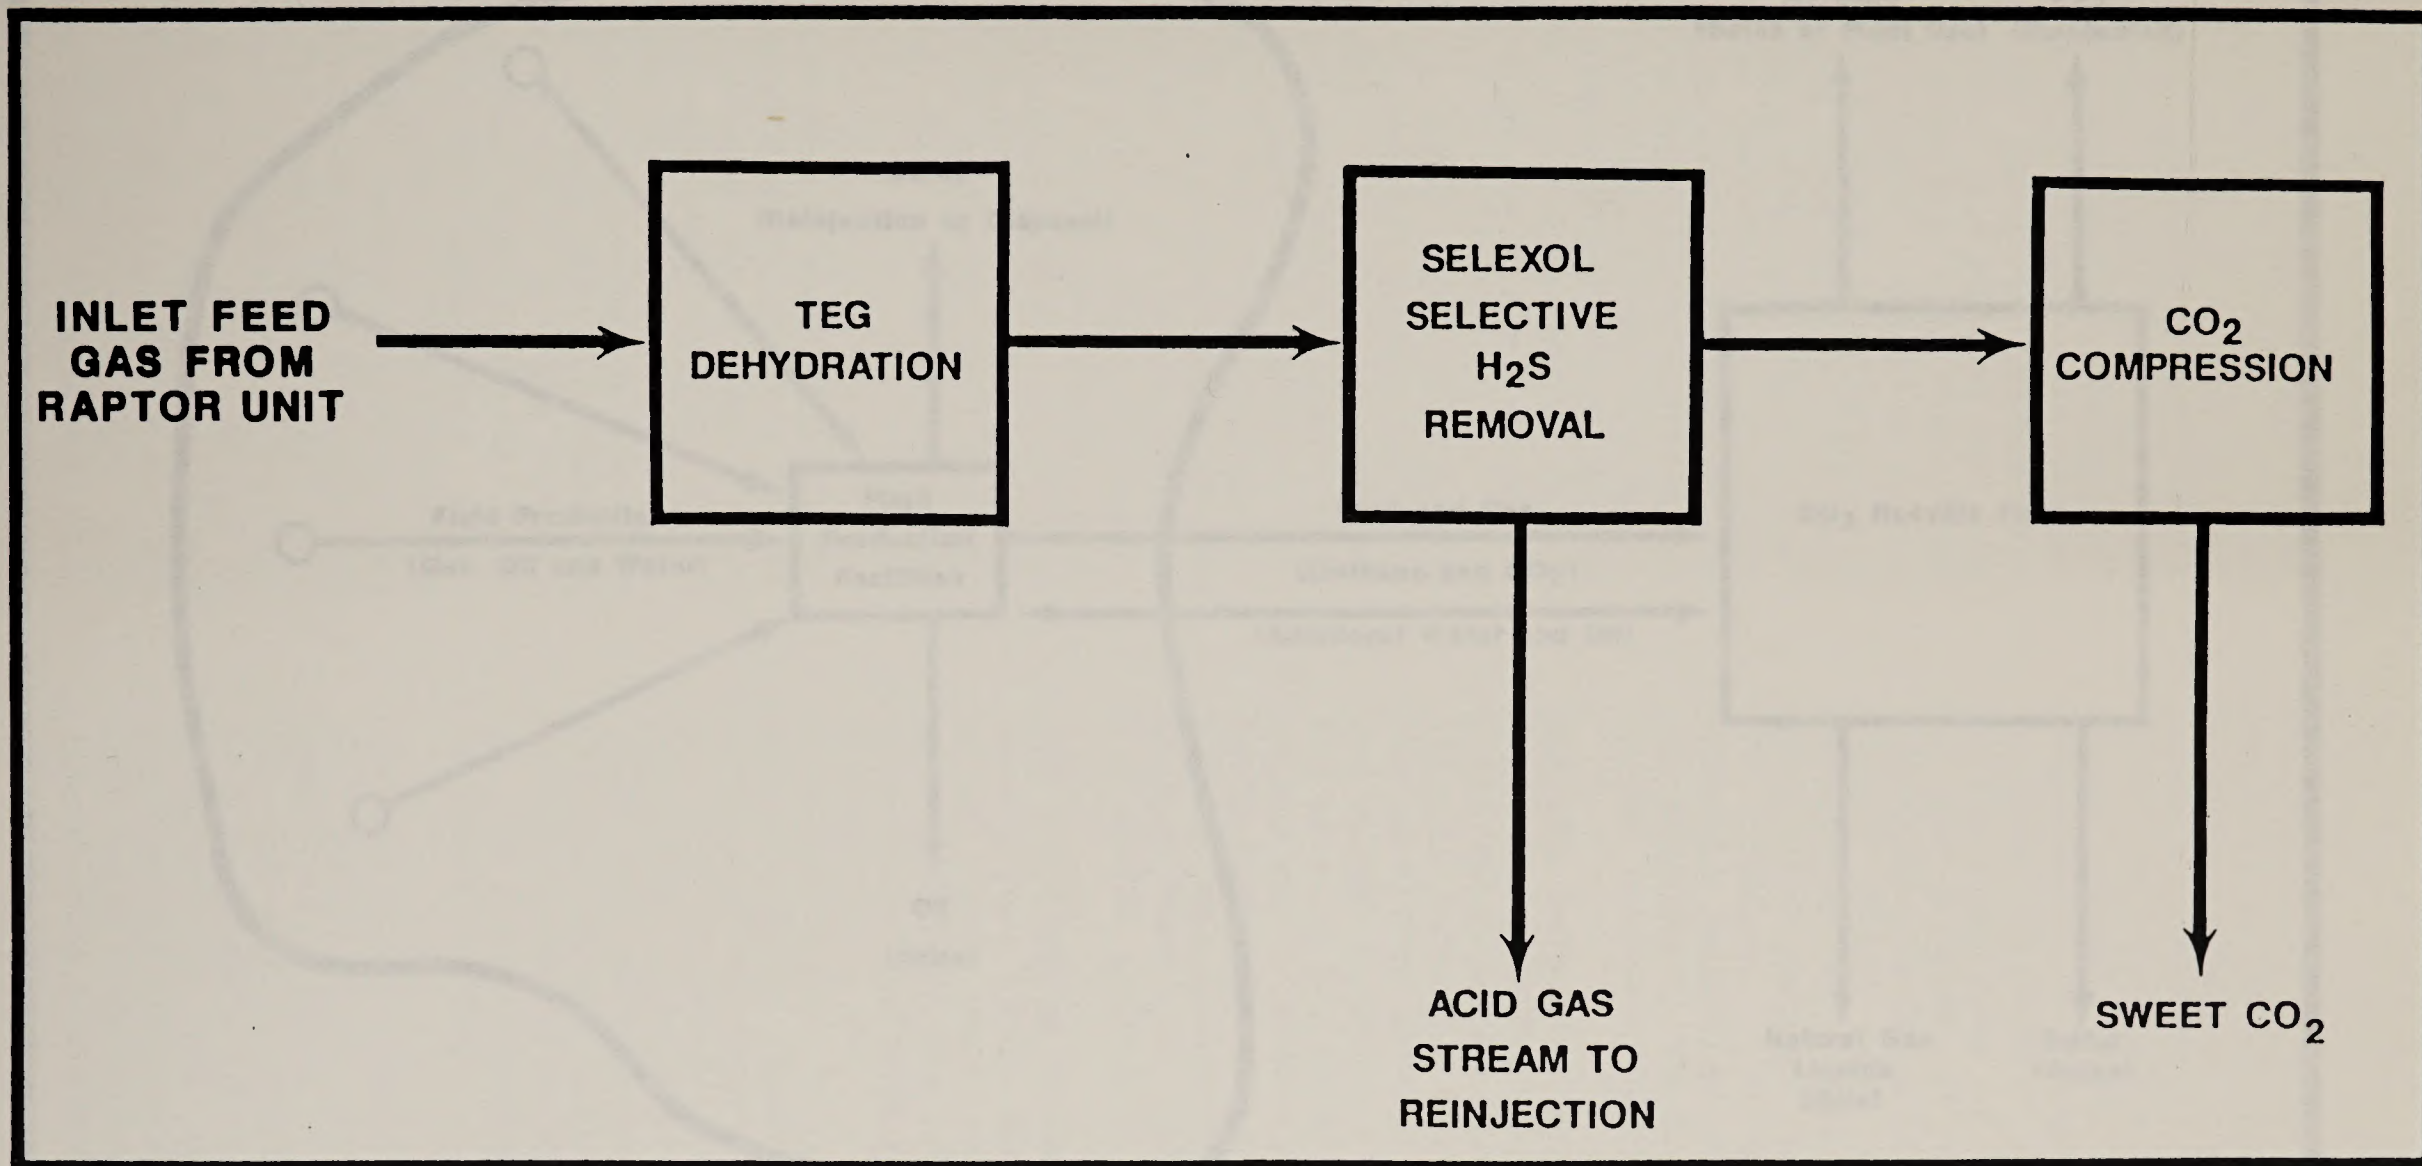 INLET FEED
GAS FROM
RAPTOR UNIT
TEG
DEHYDRATION
SELEXOL
SELECTIVE
H₂S
REMOVAL
CO₂
COMPRESSION
ACID GAS
STREAM TO
REINJECTION
SWEET CO₂